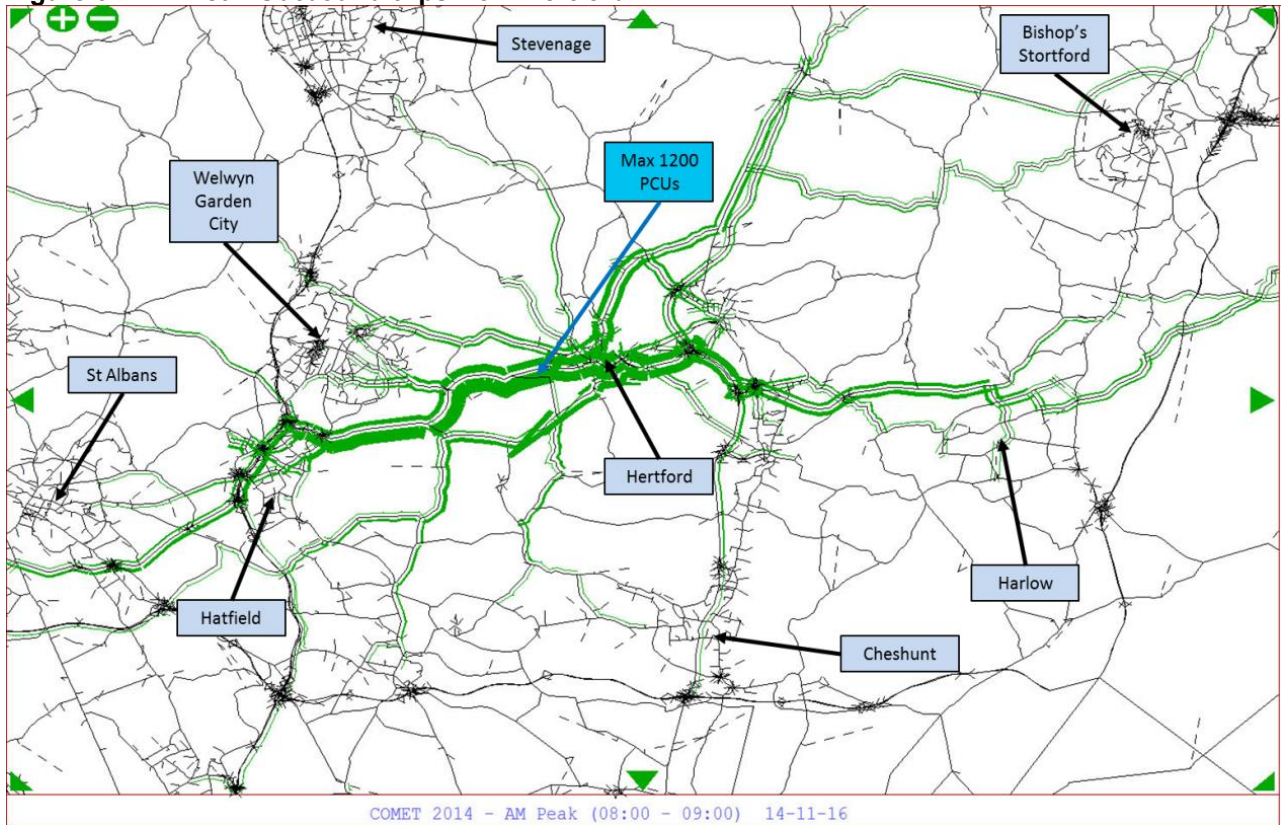 Stevenage
Bishop's
Stortford
Max 1200
PCUs
Welwyn
Garden
City
St Albans
Hertford
Harlow
Hatfield
Cheshunt
COMET 2014 - AM Peak (08:00 - 09:00) 14-11-16